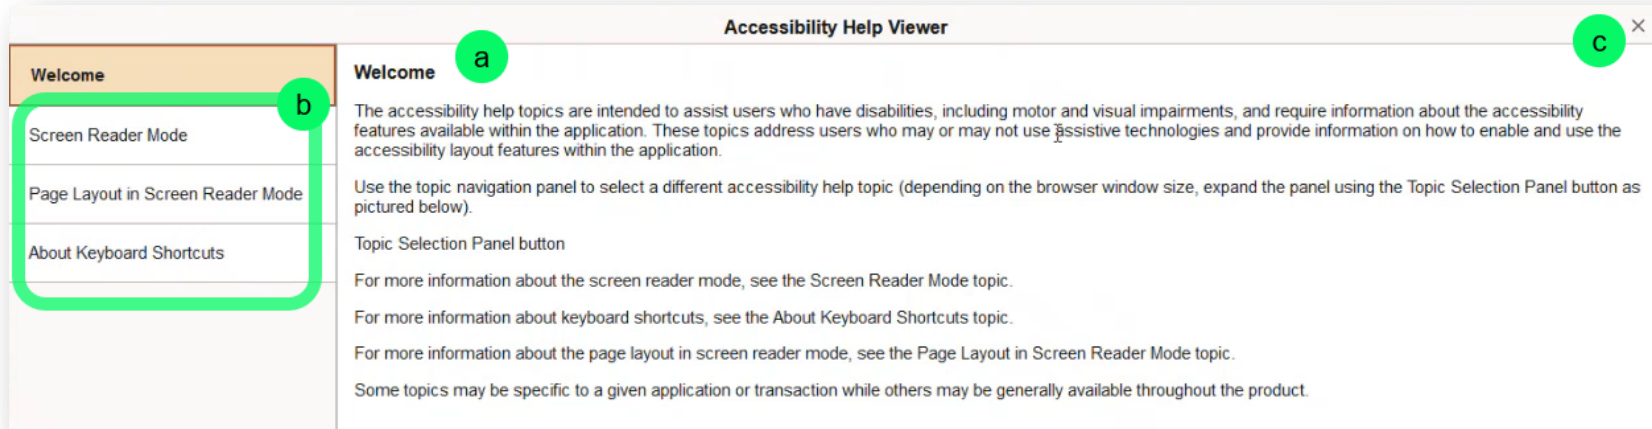 Accessibility Help Viewer
×
c
Welcome
b
Screen Reader Mode
Page Layout in Screen Reader Mode
About Keyboard Shortcuts
a
Welcome
The accessibility help topics are intended to assist users who have disabilities, including motor and visual impairments, and require information about the accessibility
features available within the application. These topics address users who may or may not use assistive technologies and provide information on how to enable and use the
accessibility layout features within the application.
Use the topic navigation panel to select a different accessibility help topic (depending on the browser window size, expand the panel using the Topic Selection Panel button as
pictured below).
Topic Selection Panel button
For more information about the screen reader mode, see the Screen Reader Mode topic.
For more information about keyboard shortcuts, see the About Keyboard Shortcuts topic.
For more information about the page layout in screen reader mode, see the Page Layout in Screen Reader Mode topic.
Some topics may be specific to a given application or transaction while others may be generally available throughout the product.